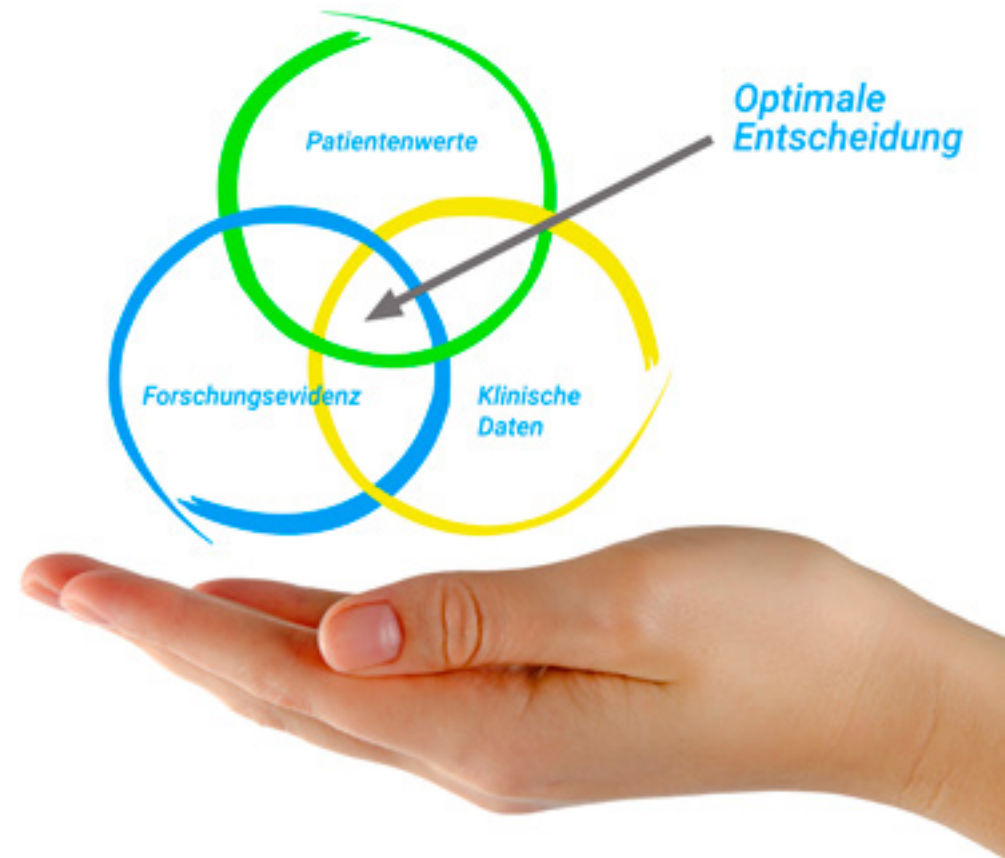 Patientenwerte
Optimale
Entscheidung
Forschungsevidenz
Klinische
Daten